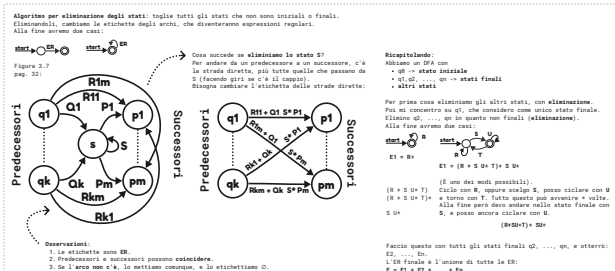 Algoritmo per eliminazione degli stati: toglie tutti gli stati che non sono iniziali o finali.
Eliminandoli, cambiamo le etichette degli archi, che diventeranno espressioni regolari.
Alla fine avremo due casi:
start ER
start ER
Figura 3.7
pag. 32:
Cosa succede se eliminiamo lo stato S?
Per andare da un predecessore a un successore, c'è
la strada diretta, più tutte quelle che passano da
S (facendo giri se c'è il cappio).
Bisogna cambiare l'etichetta delle strade dirette:
Predecessori
Successori
R1m
R11
q1
Q1
P1
p1
s
S
qk
Qk
Pm
pm
Rkm
Rk1
Predecessori
Successori
q1
R11 + Q1 S* P1
p1
R1m + Q1 S* Pm
Rk1 + Qk S* P1
qk
Rkm + Qk S* Pm
pm
Osservazioni:
1. Le etichette sono ER.
2. Predecessori e successori possono coincidere.
3. Se l'arco non c'è, lo mettiamo comunque, e lo etichettiamo ∅.
Ricapitolando:
Abbiamo un DFA con
• q0 -> stato iniziale
• q1,q2, ..., qn -> stati finali
• altri stati
Per prima cosa eliminiamo gli altri stati, con eliminazione.
Poi mi concentro su q1, che considero come unico stato finale.
Elimino q2, ... qn in quanto non finali (eliminazione).
Alla fine avremo due casi:
start R
start R S T U
E1 = R*
E1 = (R + S U* T)* S U*
(È uno dei modi possibili).
(R + S U* T) Ciclo con R, oppure scelgo S, posso ciclare con U
(R + S U* T)* e torno con T. Tutto questo può avvenire * volte.
Alla fine però devo andare nello stato finale con
S U* S, e posso ancora ciclare con U.
(R+SU*T)* SU*
Faccio questo con tutti gli stati finali q2, ..., qn, e otterrò:
E2, ..., En.
L'ER finale è l'unione di tutte le ER:
E = E1 + E2 + ... + En